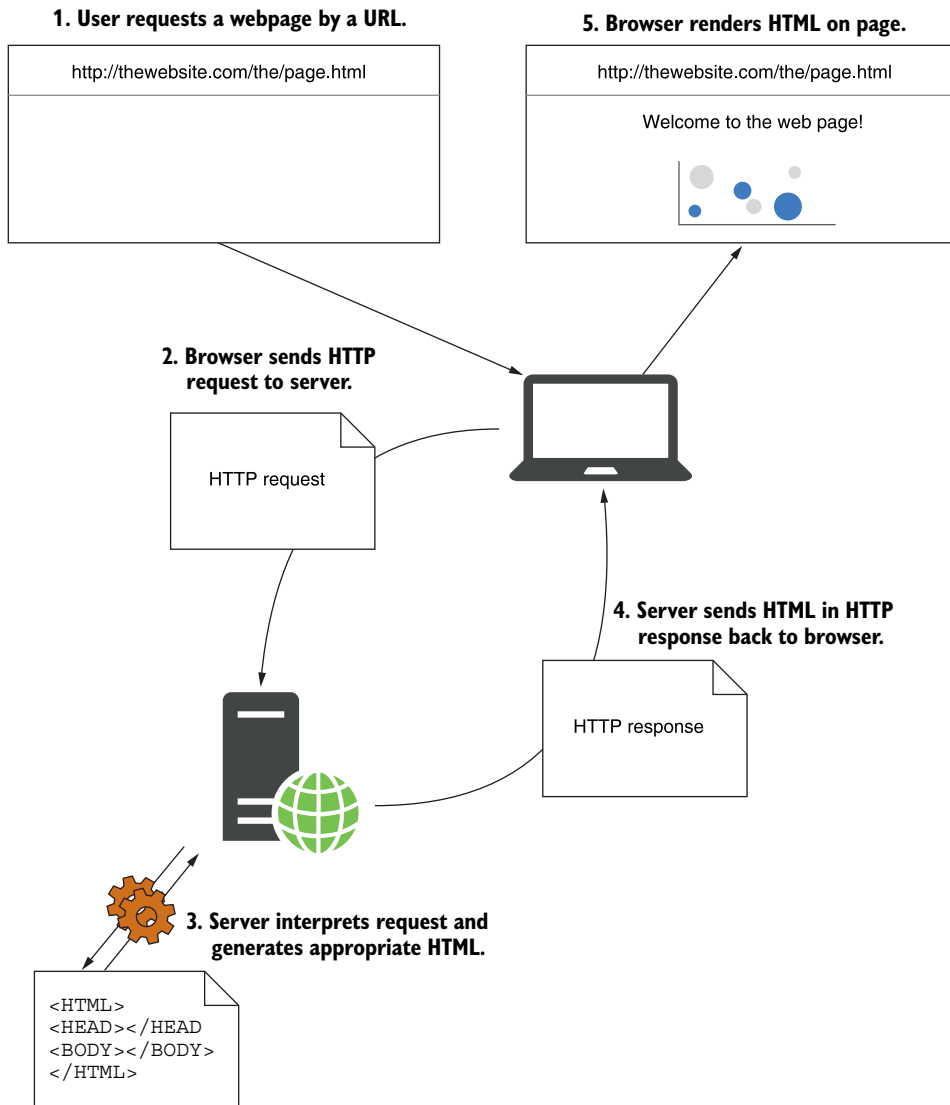 1. User requests a webpage by a URL.
http://thewebsite.com/the/page.html
5. Browser renders HTML on page.
http://thewebsite.com/the/page.html
Welcome to the web page!
2. Browser sends HTTP
request to server.
HTTP request
4. Server sends HTML in HTTP
response back to browser.
HTTP response
3. Server interprets request and
generates appropriate HTML.
<HTML>
<HEAD></HEAD
<BODY></BODY>
</HTML>